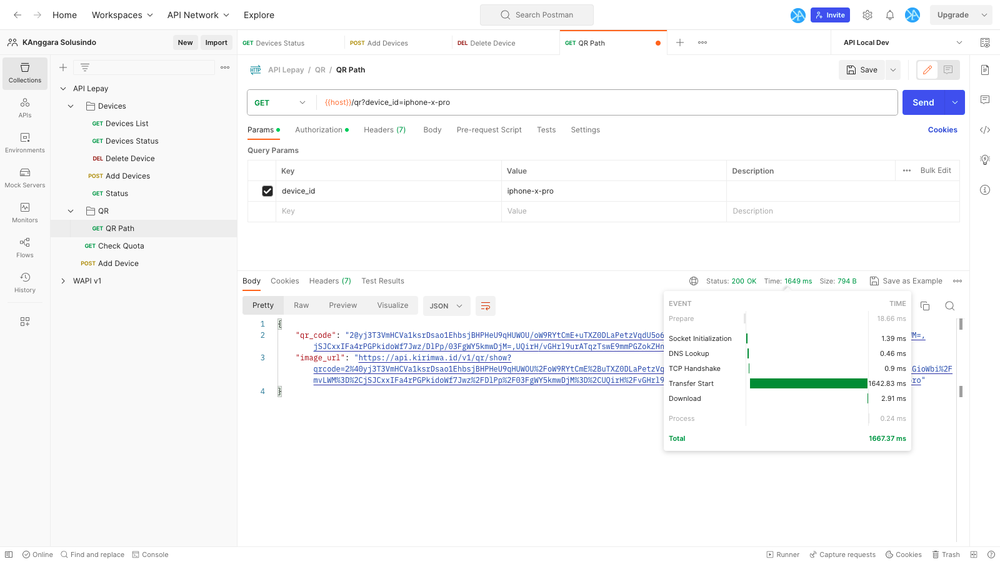 Home
Workspaces
API Network
Explore
Search Postman
Invite
Upgrade
KAnggara Solusindo
New
Import
GET Devices Status
POST Add Devices
DEL Delete Device
GET QR Path
API Local Dev
Collections
APIs
Environments
Mock Servers
Monitors
Flows
History
API Lepay
Devices
GET Devices List
GET Devices Status
DEL Delete Device
POST Add Devices
GET Status
QR
GET QR Path
GET Check Quota
POST Add Device
WAPI v1
HTTP API Lepay / QR / QR Path
Save
GET
{{host}}/qr?device_id=iphone-x-pro
Send
Params
Authorization
Headers (7)
Body
Pre-request Script
Tests
Settings
Cookies
Query Params
Key
Value
Description
Bulk Edit
device_id
iphone-x-pro
Key
Value
Description
Body
Cookies
Headers (7)
Test Results
Status: 200 OK
Time: 1649 ms
Size: 794 B
Save as Example
Pretty
Raw
Preview
Visualize
JSON
1 {
2 "qr_code": "2@yj3T3VmHCVa1ksrDsao1EhbsjBHPHeU9qHUWOU/oW9RYtCmE+uTXZ0DLaPetzVqdU5o6
jSJCxxIFa4rPGPkidoWf7Jwz/DlPp/03FgWY5kmwDjM=,UQirH/vGHrl9urATqzTswE9mmPGZokZHn
3 "image_url": "https://api.kirimwa.id/v1/qr/show?
qrcode=2%40yj3T3VmHCVa1ksrDsao1EhbsjBHPHeU9qHUWOU%2FoW9RYtCmE%2BuTXZ0DLaPetzVq
GioWbi%2F
mvLWM%3D%2CjSJCxxIFa4rPGPkidoWf7Jwz%2FDlPp%2F03FgWY5kmwDjM%3D%2CUQirH%2FvGHrl9
4 }
EVENT TIME
Prepare 18.66 ms
Socket Initialization 1.39 ms
DNS Lookup 0.46 ms
TCP Handshake 0.9 ms
Transfer Start 1642.83 ms
Download 2.91 ms
Process 0.24 ms
Total 1667.37 ms
Online
Find and replace
Console
Runner
Capture requests
Cookies
Trash